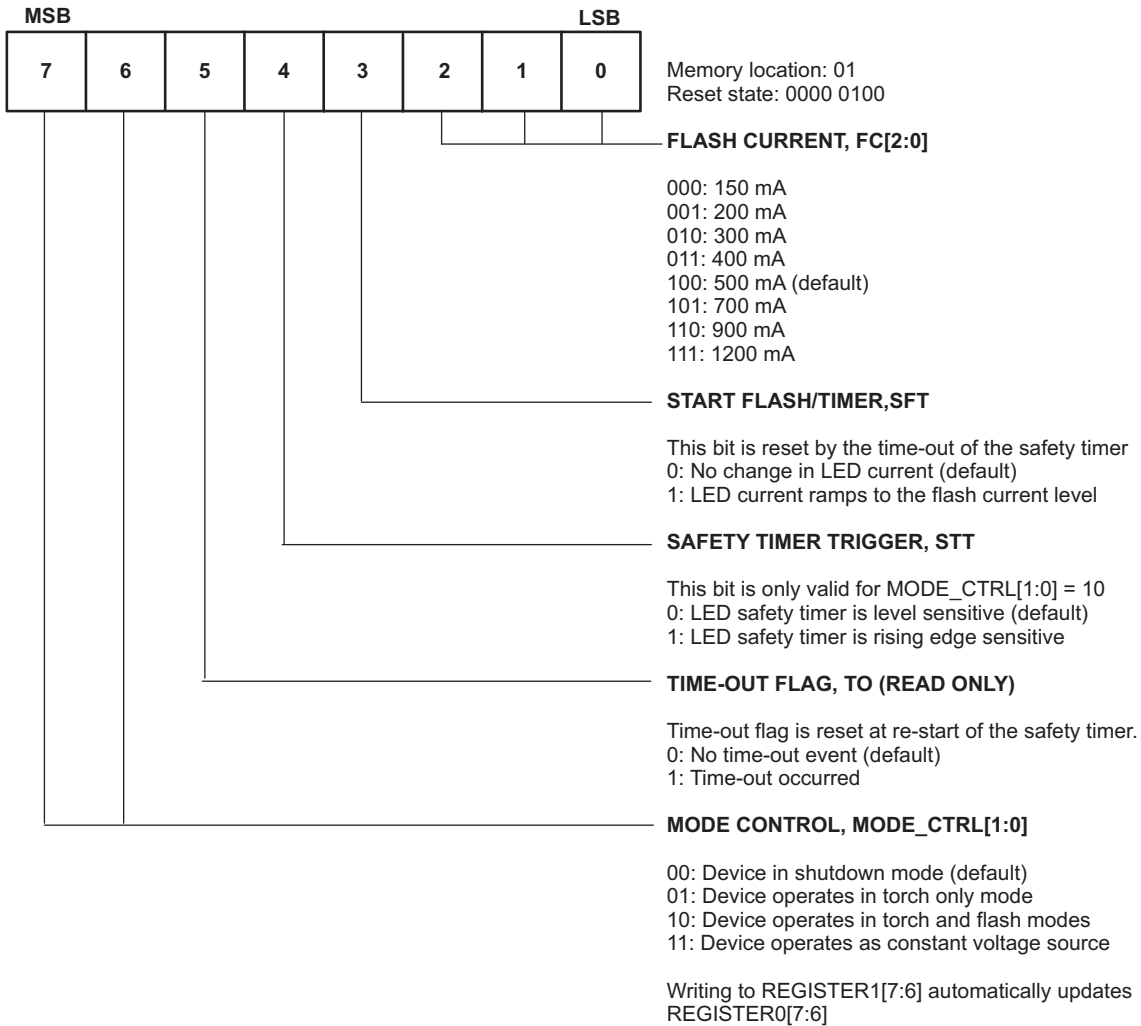 MSB LSB
7 6 5 4 3 2 1 0
Memory location: 01
Reset state: 0000 0100
FLASH CURRENT, FC[2:0]
000: 150 mA
001: 200 mA
010: 300 mA
011: 400 mA
100: 500 mA (default)
101: 700 mA
110: 900 mA
111: 1200 mA
START FLASH/TIMER,SFT
This bit is reset by the time-out of the safety timer
0: No change in LED current (default)
1: LED current ramps to the flash current level
SAFETY TIMER TRIGGER, STT
This bit is only valid for MODE_CTRL[1:0] = 10
0: LED safety timer is level sensitive (default)
1: LED safety timer is rising edge sensitive
TIME-OUT FLAG, TO (READ ONLY)
Time-out flag is reset at re-start of the safety timer.
0: No time-out event (default)
1: Time-out occurred
MODE CONTROL, MODE_CTRL[1:0]
00: Device in shutdown mode (default)
01: Device operates in torch only mode
10: Device operates in torch and flash modes
11: Device operates as constant voltage source
Writing to REGISTER1[7:6] automatically updates
REGISTER0[7:6]